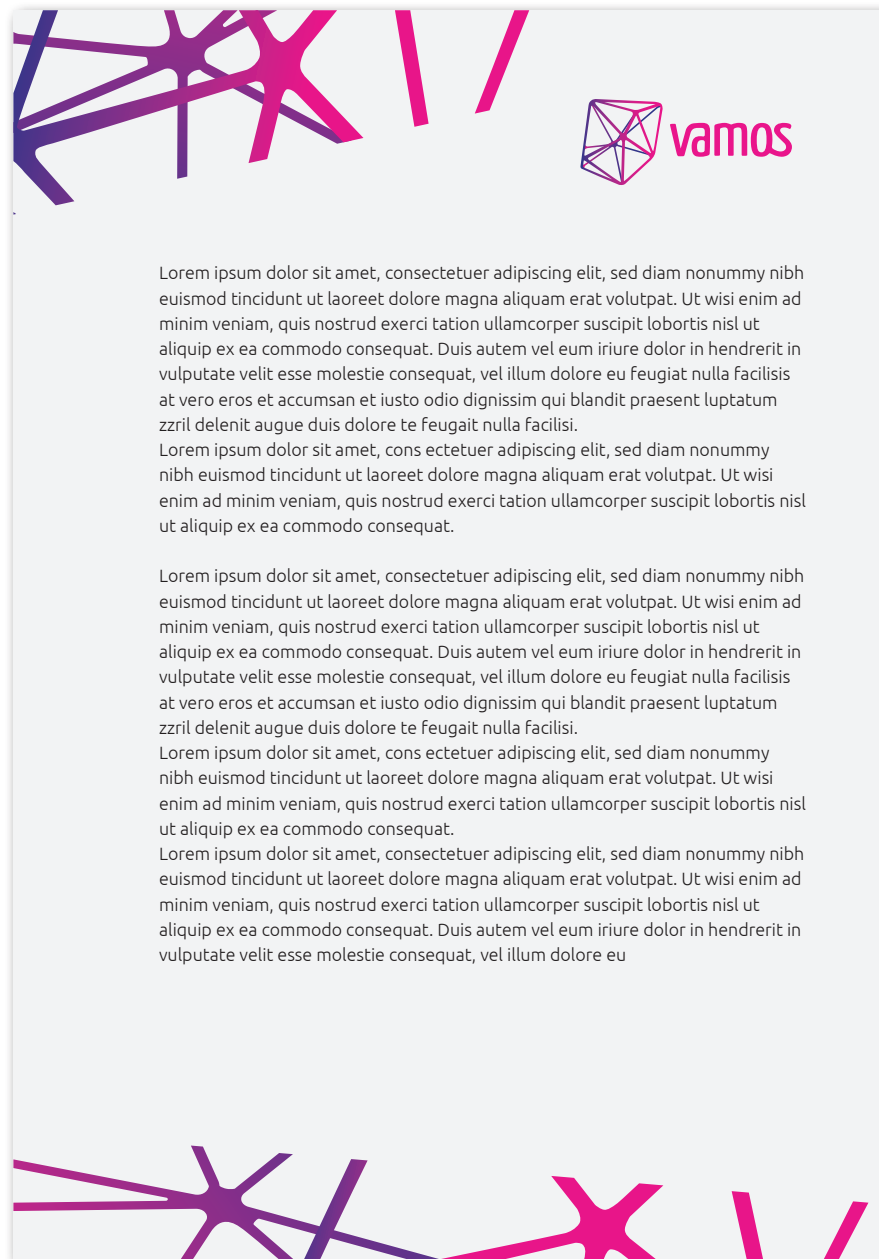 vamos
Lorem ipsum dolor sit amet, consectetuer adipiscing elit, sed diam nonummy nibh
euismod tincidunt ut laoreet dolore magna aliquam erat volutpat. Ut wisi enim ad
minim veniam, quis nostrud exerci tation ullamcorper suscipit lobortis nisl ut
aliquip ex ea commodo consequat. Duis autem vel eum iriure dolor in hendrerit in
vulputate velit esse molestie consequat, vel illum dolore eu feugiat nulla facilisis
at vero eros et accumsan et iusto odio dignissim qui blandit praesent luptatum
zzril delenit augue duis dolore te feugait nulla facilisi.
Lorem ipsum dolor sit amet, cons ectetuer adipiscing elit, sed diam nonummy
nibh euismod tincidunt ut laoreet dolore magna aliquam erat volutpat. Ut wisi
enim ad minim veniam, quis nostrud exerci tation ullamcorper suscipit lobortis nisl
ut aliquip ex ea commodo consequat.
Lorem ipsum dolor sit amet, consectetuer adipiscing elit, sed diam nonummy nibh
euismod tincidunt ut laoreet dolore magna aliquam erat volutpat. Ut wisi enim ad
minim veniam, quis nostrud exerci tation ullamcorper suscipit lobortis nisl ut
aliquip ex ea commodo consequat. Duis autem vel eum iriure dolor in hendrerit in
vulputate velit esse molestie consequat, vel illum dolore eu feugiat nulla facilisis
at vero eros et accumsan et iusto odio dignissim qui blandit praesent luptatum
zzril delenit augue duis dolore te feugait nulla facilisi.
Lorem ipsum dolor sit amet, cons ectetuer adipiscing elit, sed diam nonummy
nibh euismod tincidunt ut laoreet dolore magna aliquam erat volutpat. Ut wisi
enim ad minim veniam, quis nostrud exerci tation ullamcorper suscipit lobortis nisl
ut aliquip ex ea commodo consequat.
Lorem ipsum dolor sit amet, consectetuer adipiscing elit, sed diam nonummy nibh
euismod tincidunt ut laoreet dolore magna aliquam erat volutpat. Ut wisi enim ad
minim veniam, quis nostrud exerci tation ullamcorper suscipit lobortis nisl ut
aliquip ex ea commodo consequat. Duis autem vel eum iriure dolor in hendrerit in
vulputate velit esse molestie consequat, vel illum dolore eu